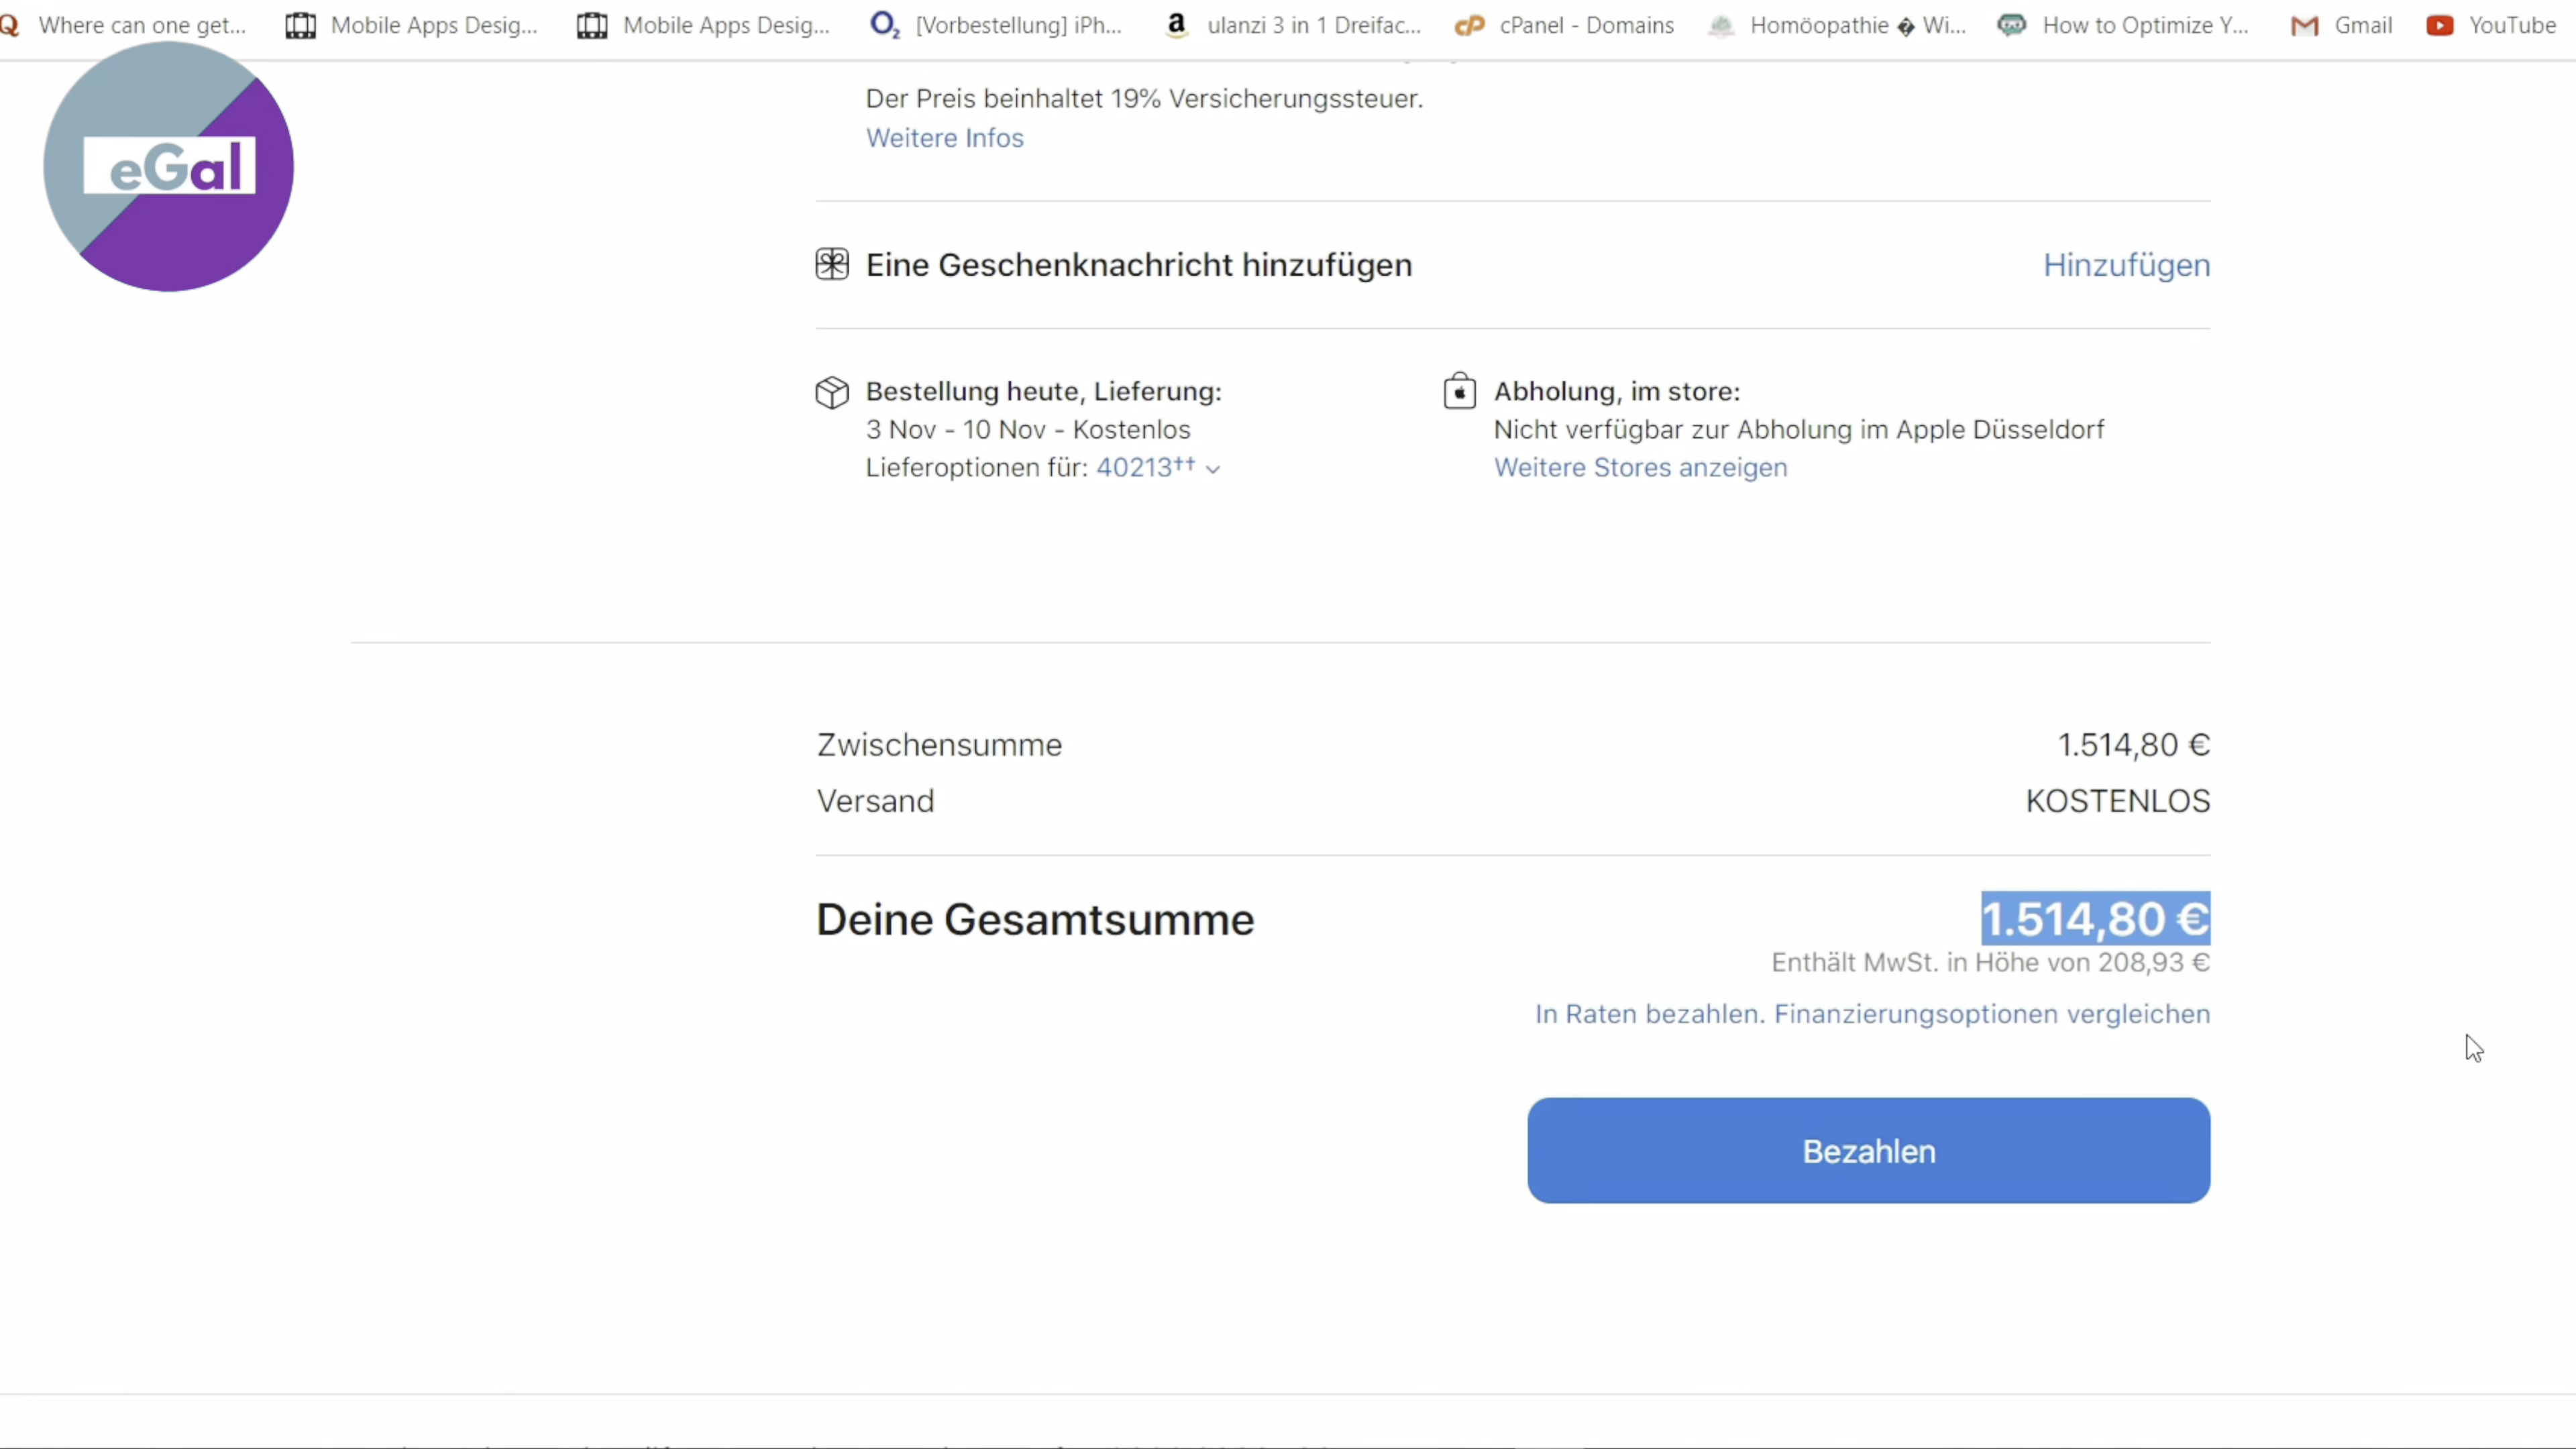 Where can one get...
Mobile Apps Desig...
Mobile Apps Desig...
O2 [Vorbestellung] iPh...
a ulanzi 3 in 1 Dreifac...
cP cPanel - Domains
Homöopathie � Wi...
How to Optimize Y...
Gmail
YouTube
eGal
Der Preis beinhaltet 19% Versicherungssteuer.
Weitere Infos
Eine Geschenknachricht hinzufügen
Hinzufügen
Bestellung heute, Lieferung:
3 Nov - 10 Nov - Kostenlos
Lieferoptionen für: 40213††
Abholung, im store:
Nicht verfügbar zur Abholung im Apple Düsseldorf
Weitere Stores anzeigen
Zwischensumme
1.514,80 €
Versand
KOSTENLOS
Deine Gesamtsumme
1.514,80 €
Enthält MwSt. in Höhe von 208,93 €
In Raten bezahlen. Finanzierungsoptionen vergleichen
Bezahlen